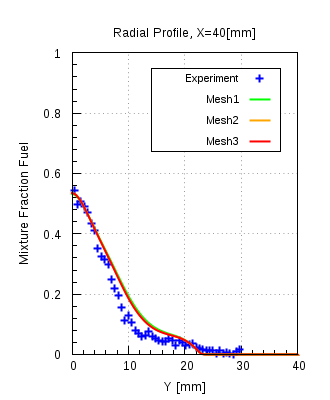 Radial Profile, X=40[mm]
1
Experiment
Mesh1
0.8
Mesh2
Mesh3
0.6
Mixture Fraction Fuel
0.4
0.2
0
0 10 20 30 40
Y [mm]